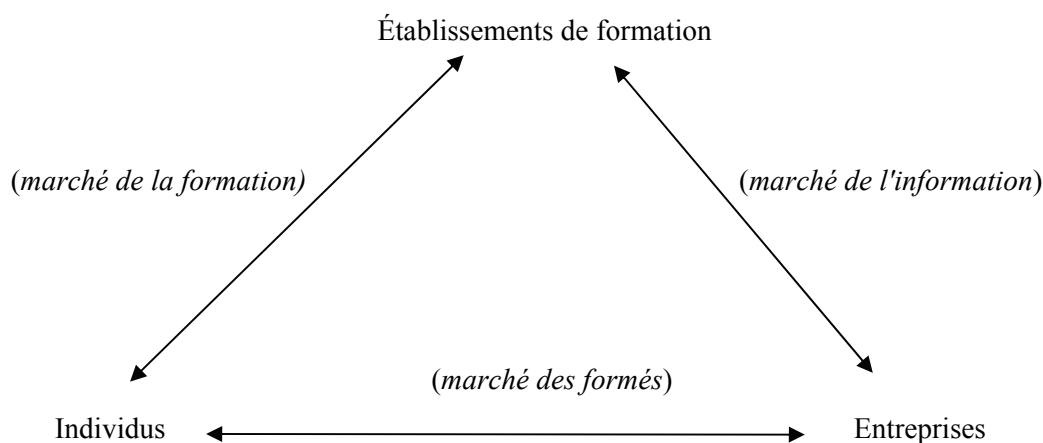 Établissements de formation
(marché de la formation)
(marché de l'information)
(marché des formés)
Individus
Entreprises